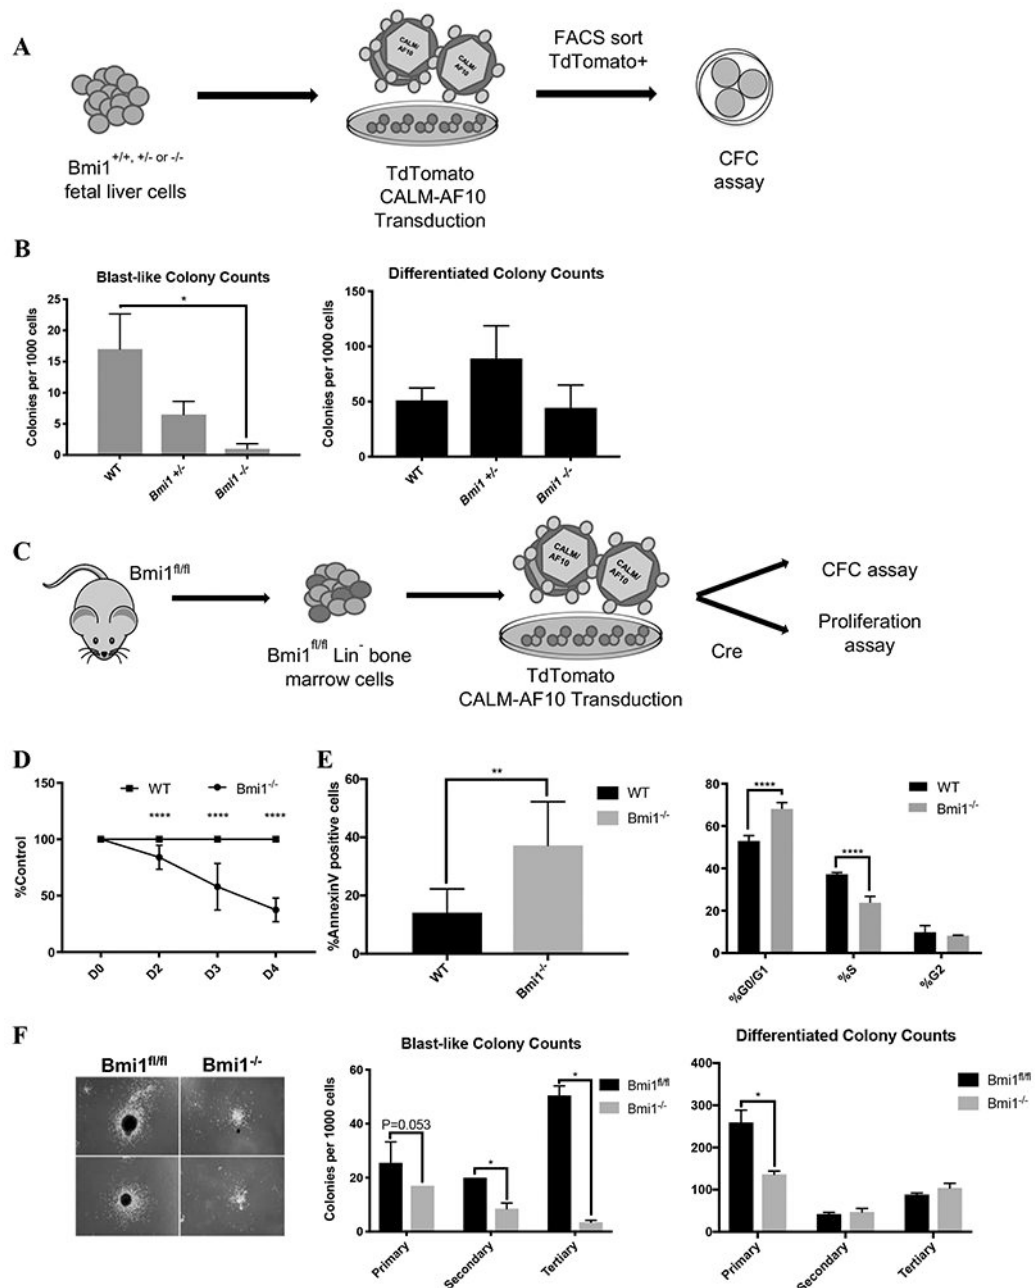 A
CALM/
AF10
CALM/
AF10
FACS sort
TdTomato+
Bmi1+/+, +/- or -/-
fetal liver cells
TdTomato
CALM-AF10
Transduction
CFC
assay
B
Blast-like Colony Counts
Colonies per 1000 cells
25
20
15
10
5
0
*
WT
Bmi1 +/-
Bmi1 -/-
Differentiated Colony Counts
Colonies per 1000 cells
150
100
50
0
WT
Bmi1 +/-
Bmi1 -/-
C
Bmi1fl/fl
Bmi1fl/fl Lin- bone
marrow cells
CALM/
AF10
CALM/
AF10
TdTomato
CALM-AF10 Transduction
Cre
CFC assay
Proliferation
assay
D
%Control
150
100
50
0
WT
Bmi1-/-
****
****
****
D0
D2
D3
D4
E
%AnnexinV positive cells
60
40
20
0
**
WT
Bmi1-/-
WT
Bmi1-/-
80
60
40
20
0
****
****
WT
Bmi1-/-
%G0/G1
%S
%G2
F
Bmi1fl/fl
Bmi1-/-
Blast-like Colony Counts
Colonies per 1000 cells
60
40
20
0
P=0.053
*
*
Bmi1fl/fl
Bmi1-/-
Primary
Secondary
Tertiary
Differentiated Colony Counts
400
300
200
100
0
*
Bmi1fl/fl
Bmi1-/-
Primary
Secondary
Tertiary